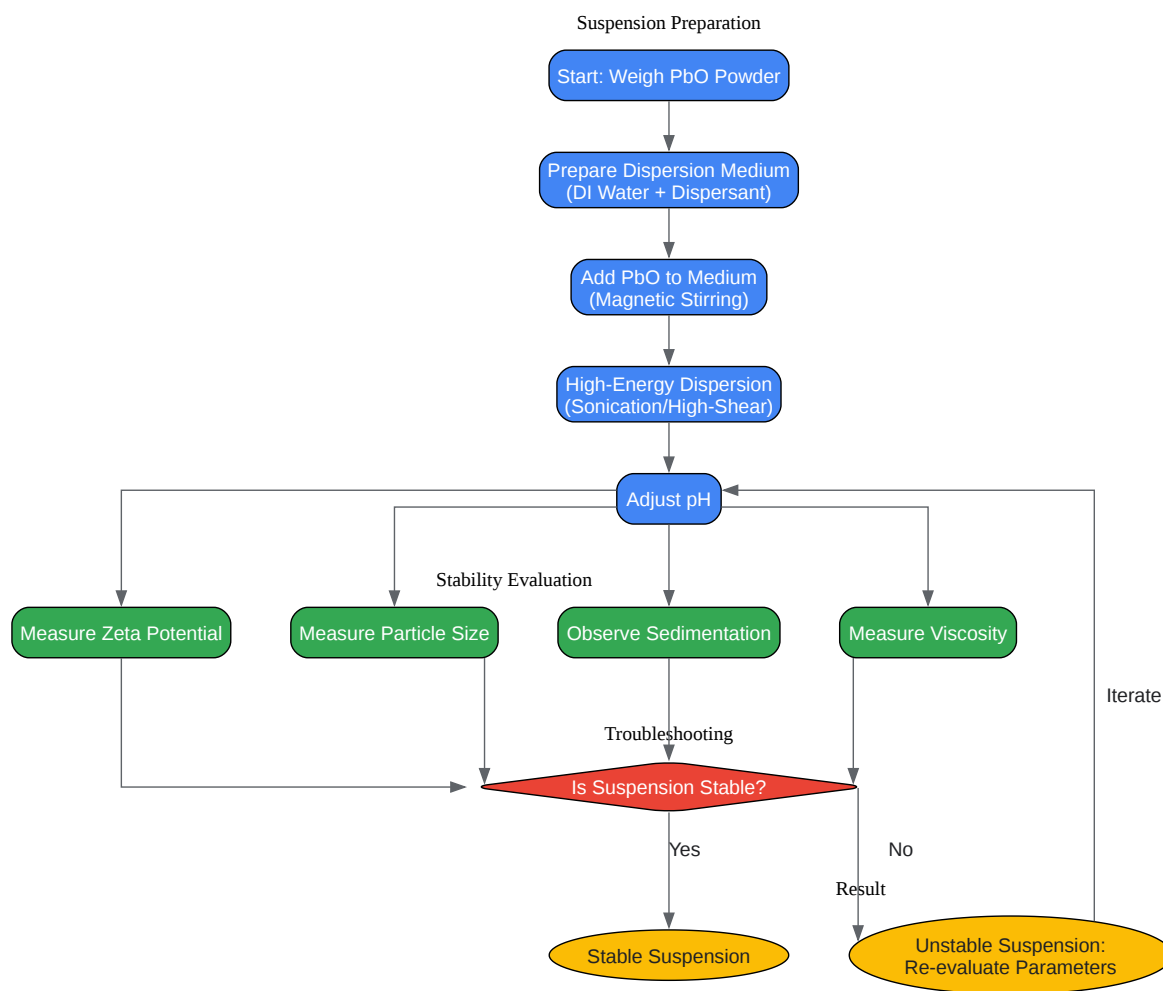 Suspension Preparation
Start: Weigh PbO Powder
Prepare Dispersion Medium
(DI Water + Dispersant)
Add PbO to Medium
(Magnetic Stirring)
High-Energy Dispersion
(Sonication/High-Shear)
Adjust pH
Stability Evaluation
Measure Zeta Potential
Measure Particle Size
Observe Sedimentation
Measure Viscosity
Iterate
Troubleshooting
Is Suspension Stable?
Yes
No
Result
Stable Suspension
Unstable Suspension:
Re-evaluate Parameters